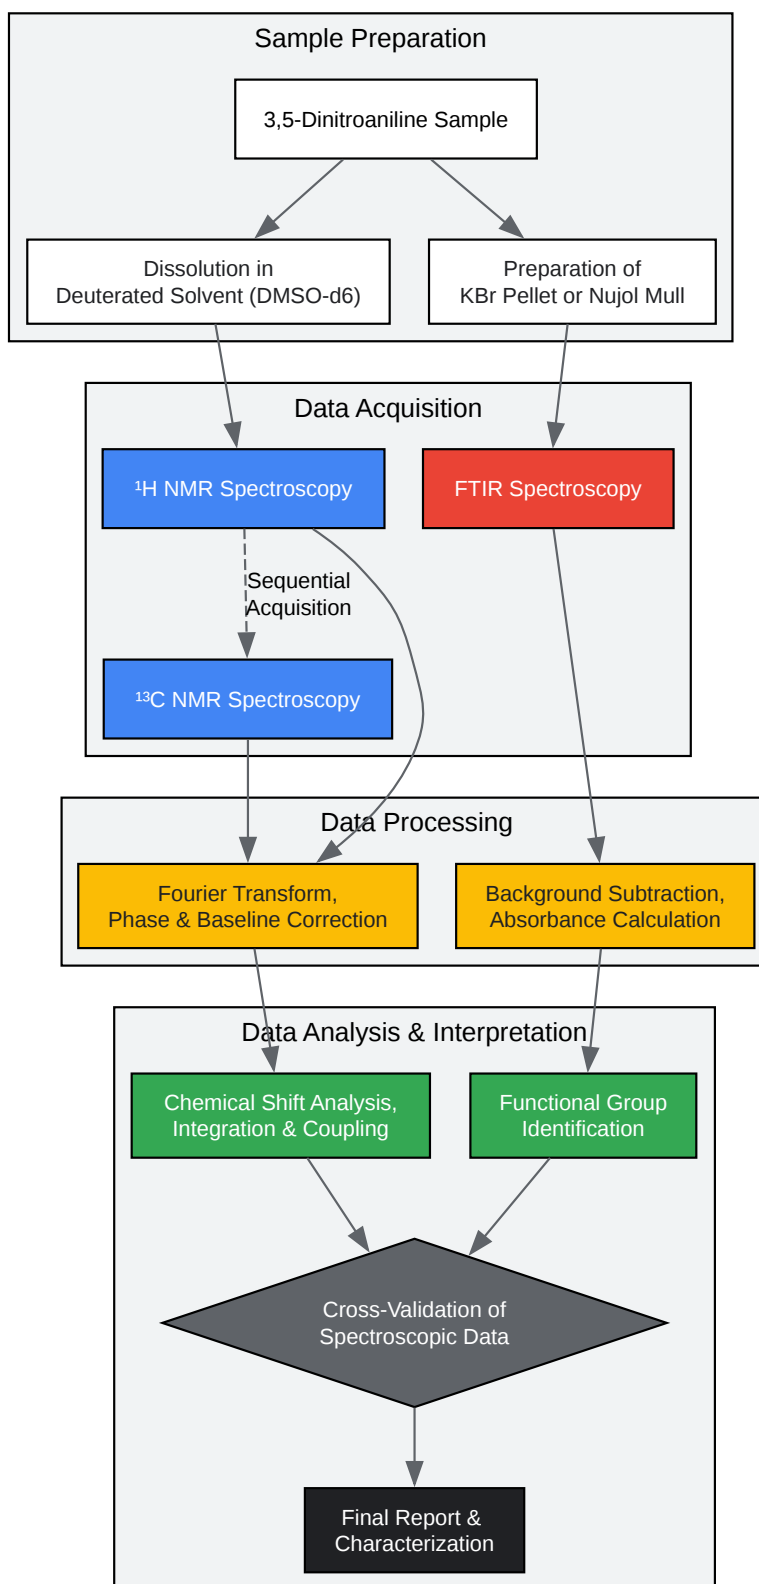 Sample Preparation
3,5-Dinitroaniline Sample
Dissolution in
Deuterated Solvent (DMSO-d6)
Preparation of
KBr Pellet or Nujol Mull
Data Acquisition
¹H NMR Spectroscopy
FTIR Spectroscopy
Sequential
Acquisition
¹³C NMR Spectroscopy
Data Processing
Fourier Transform,
Phase & Baseline Correction
Background Subtraction,
Absorbance Calculation
Data Analysis & Interpretation
Chemical Shift Analysis,
Integration & Coupling
Functional Group
Identification
Cross-Validation of
Spectroscopic Data
Final Report &
Characterization